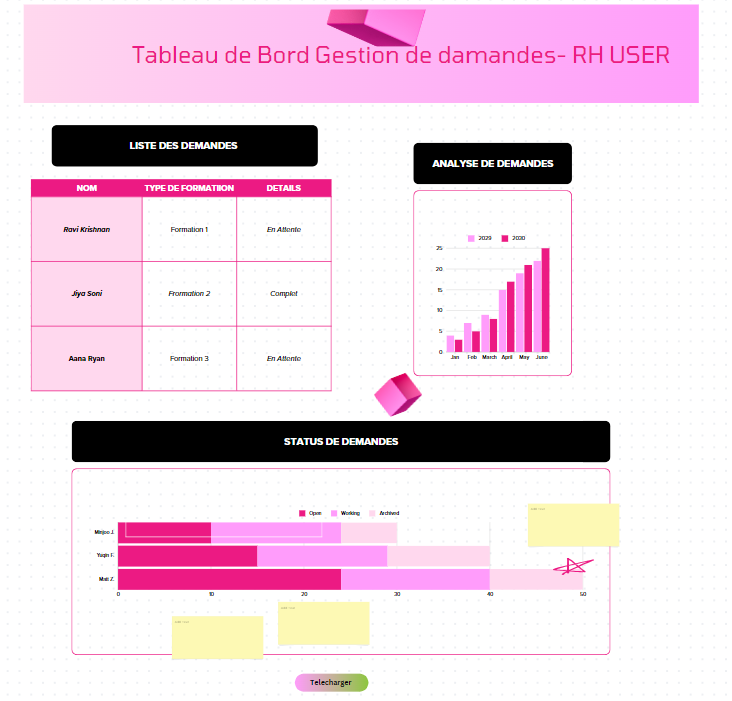 Tableau de Bord Gestion de damandes- RH USER
LISTE DES DEMANDES
NOM TYPE DE FORMATION DETAILS
Ravi Krishnan Formation 1 En Attente
Jiya Soni Frormation 2 Complet
Aana Ryan Formation 3 En Attente
ANALYSE DE DEMANDES
2029 2030
25
20
15
10
5
0
Jan Feb March April May June
STATUS DE DEMANDES
Open Working Archived
Minjoo J.
Yuqin F.
Mali Z.
0 10 20 30 40 50
Telecharger